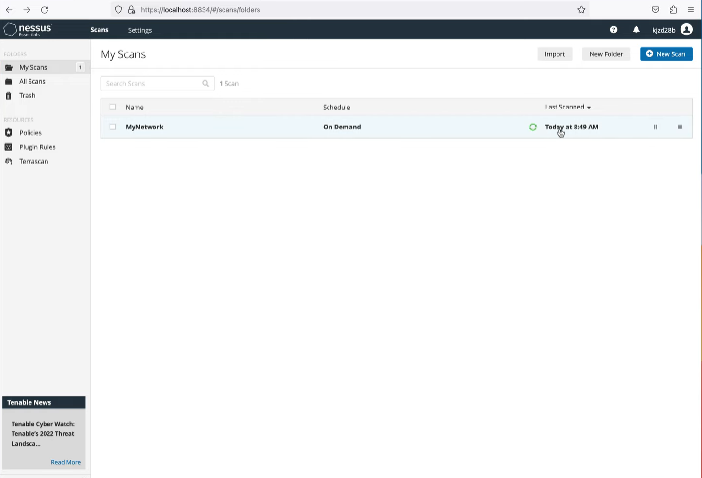 https://localhost:8834/#/scans/folders
nessus
Essentials
Scans
Settings
kjzd28b
FOLDERS
My Scans
1
All Scans
Trash
RESOURCES
Policies
Plugin Rules
Terrascan
My Scans
Import
New Folder
New Scan
Search Scans
1 Scan
Name
Schedule
Last Scanned
MyNetwork
On Demand
Today at 3:49 AM
Tenable News
Tenable Cyber Watch:
Tenable's 2022 Threat
Landsca...
Read More